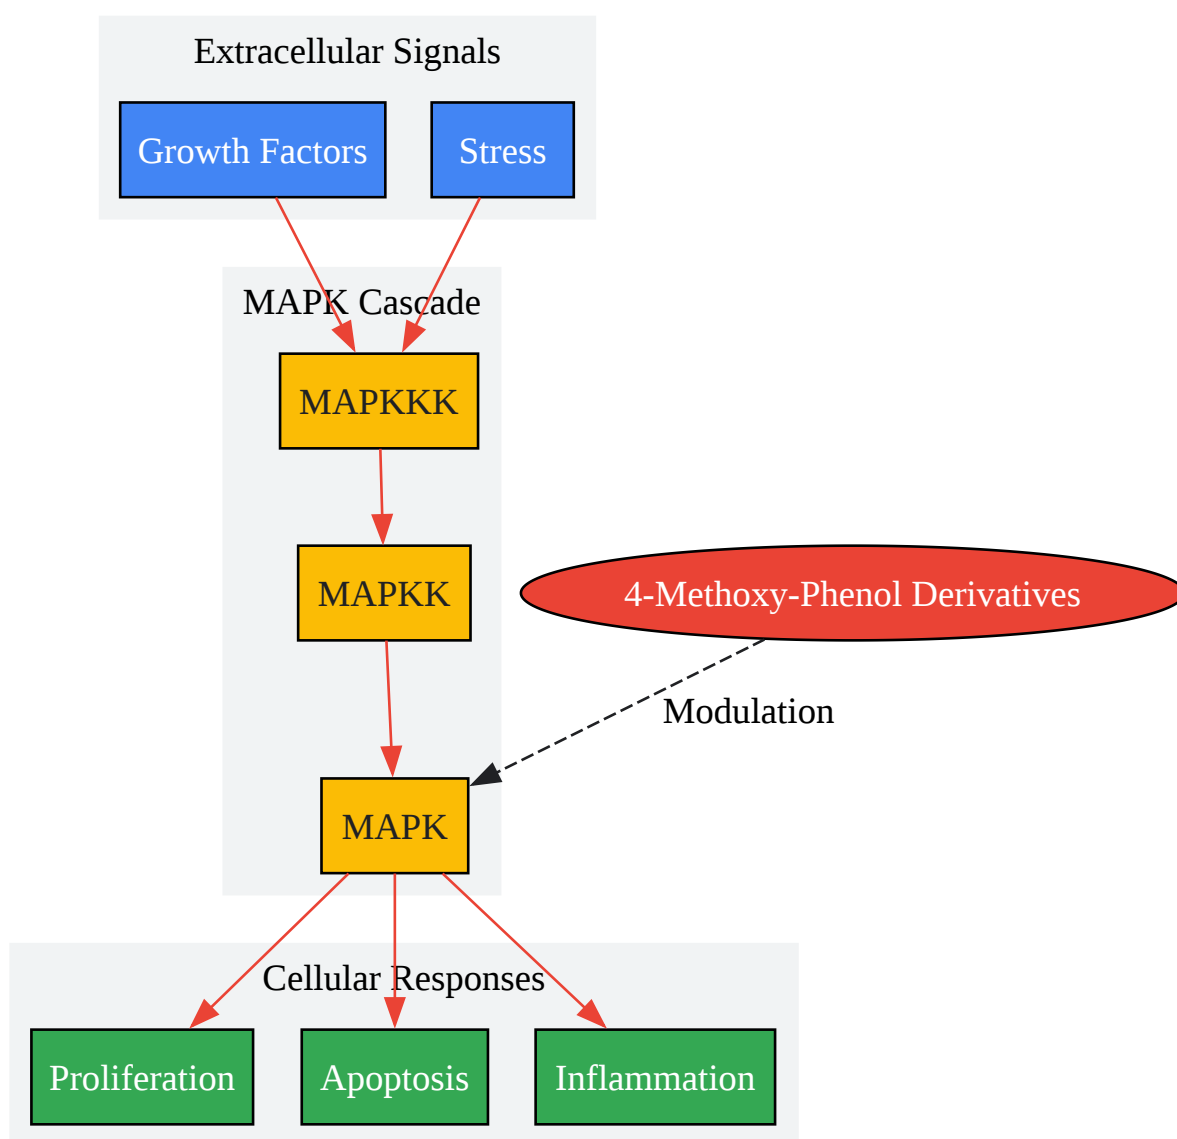 Extracellular Signals
Growth Factors
Stress
MAPK Cascade
MAPKKK
MAPKK
4-Methoxy-Phenol Derivatives
Modulation
MAPK
Cellular Responses
Proliferation
Apoptosis
Inflammation